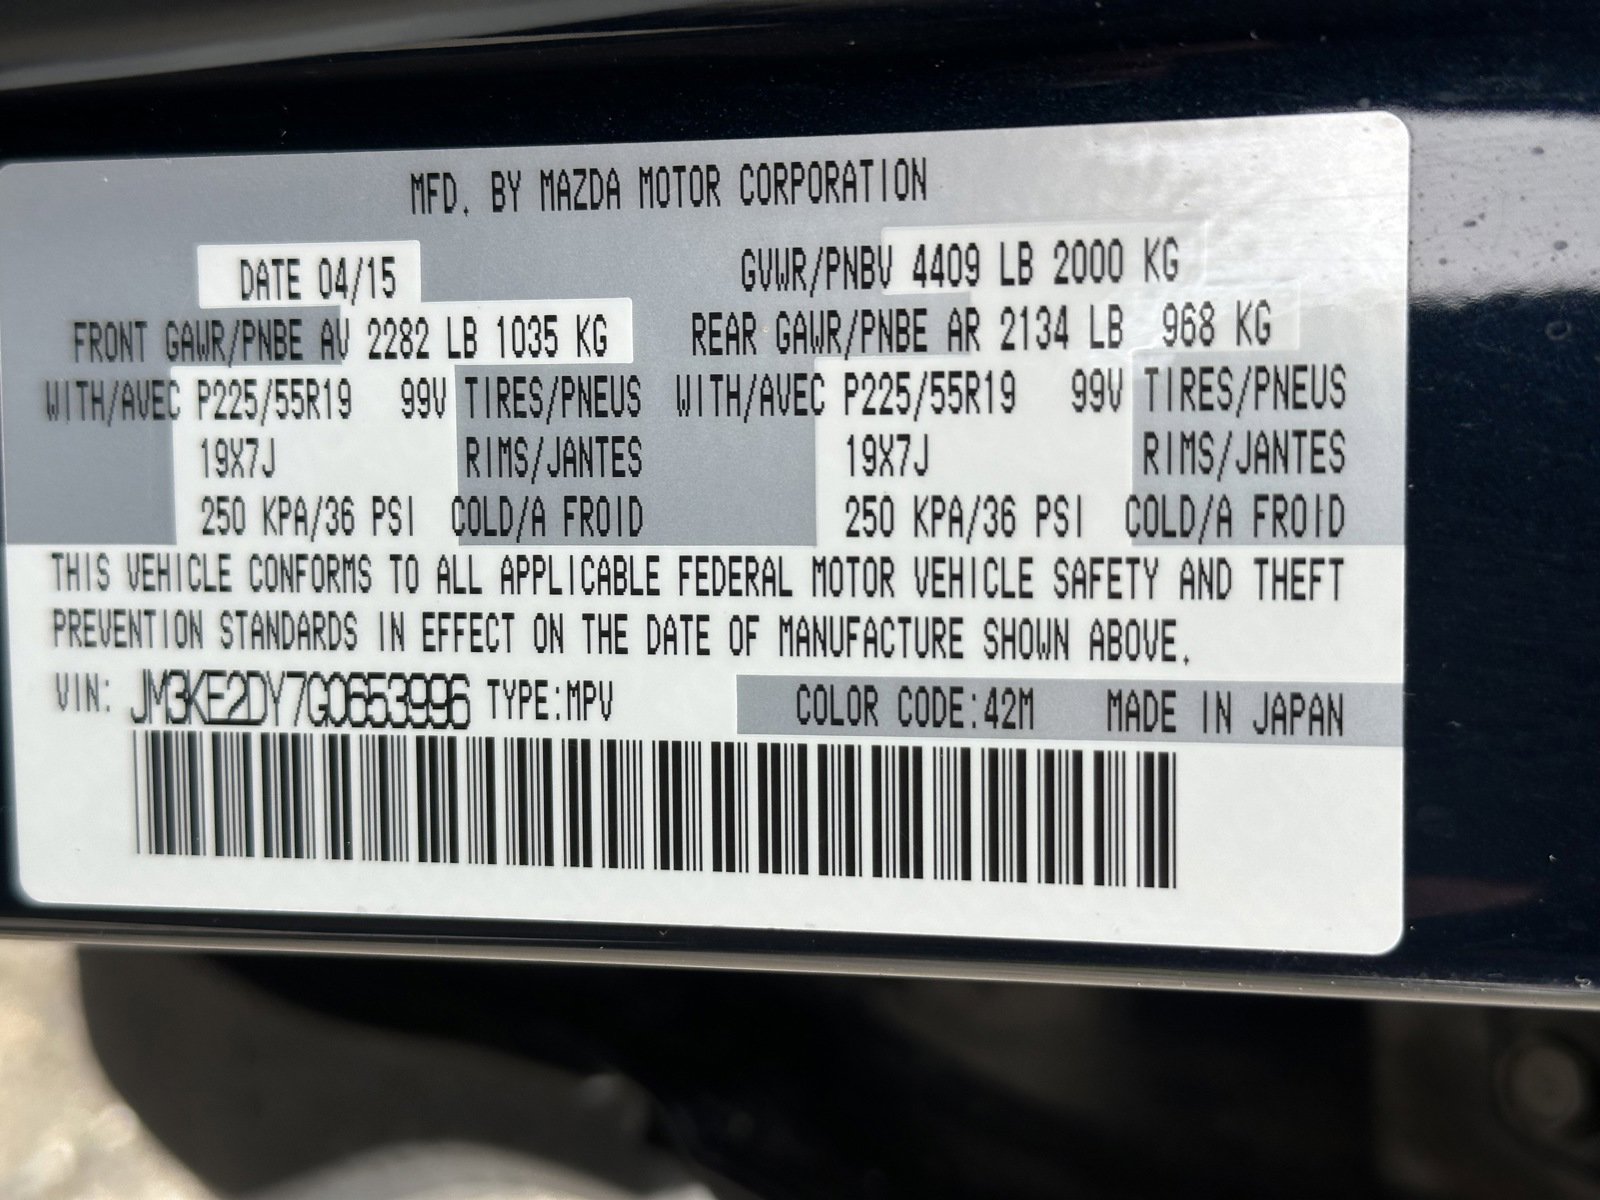 MFD. BY MAZDA MOTOR CORPORATION
DATE 04/15 GVWR/PNBV 4409 LB 2000 KG
FRONT GAWR/PNBE AV 2282 LB 1035 KG REAR GAWR/PNBE AR 2134 LB 968 KG
WITH/AVEC P225/55R19 99V TIRES/PNEUS WITH/AVEC P225/55R19 99V TIRES/PNEUS
19X7J RIMS/JANTES 19X7J RIMS/JANTES
250 KPA/36 PSI COLD/A FROID 250 KPA/36 PSI COLD/A FROID
THIS VEHICLE CONFORMS TO ALL APPLICABLE FEDERAL MOTOR VEHICLE SAFETY AND THEFT
PREVENTION STANDARDS IN EFFECT ON THE DATE OF MANUFACTURE SHOWN ABOVE.
VIN: JM3KE2DY7G0653996 TYPE:MPV COLOR CODE:42M MADE IN JAPAN